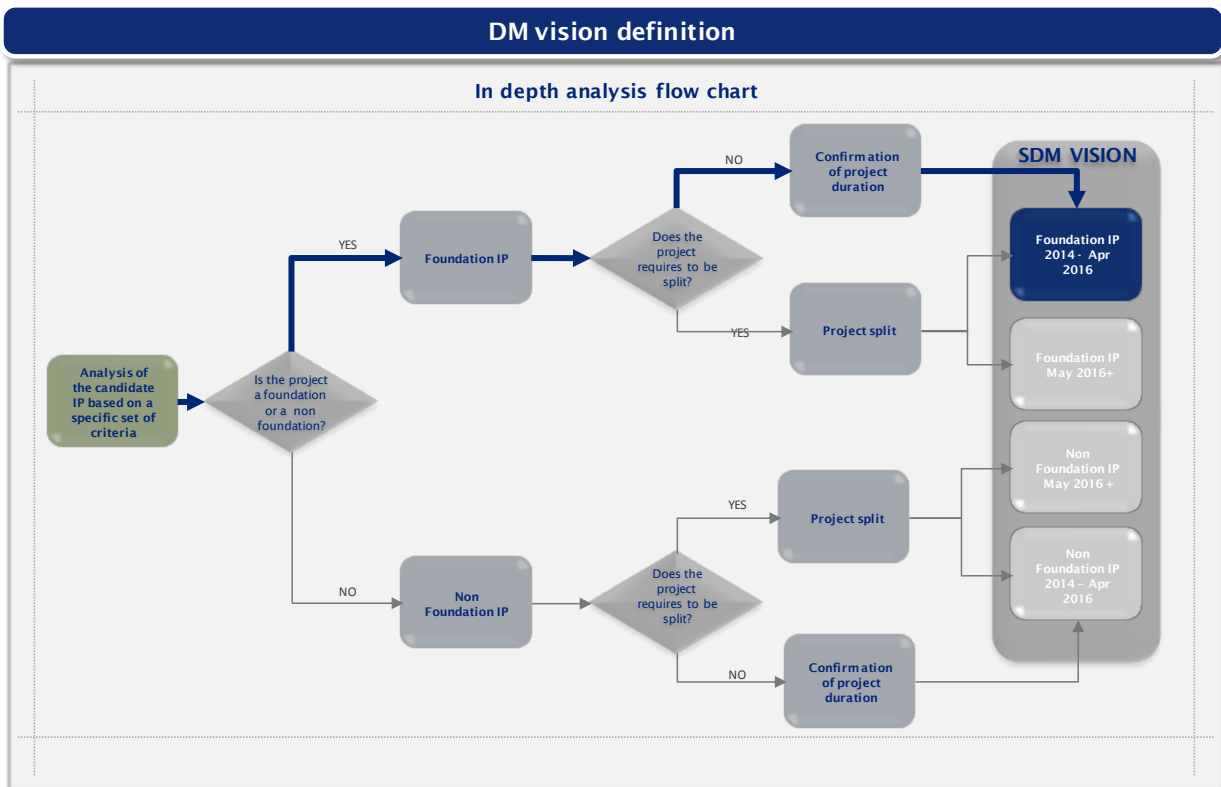 DM vision definition
In depth analysis flow chart
SDM VISION
Confirmation
of project
duration
NO
Foundation IP
2014 - Apr
2016
YES
Foundation IP
Does the
project
requires to be
split?
YES
Project split
Foundation IP
May 2016+
Analysis of
the candidate
IP based on a
specific set of
criteria
Is the project
a foundation
or a non
foundation?
Non
Foundation IP
May 2016 +
YES
Project split
NO
Non
Foundation IP
Does the
project
requires to be
split?
Non
Foundation IP
2014 – Apr
2016
NO
Confirmation
of project
duration